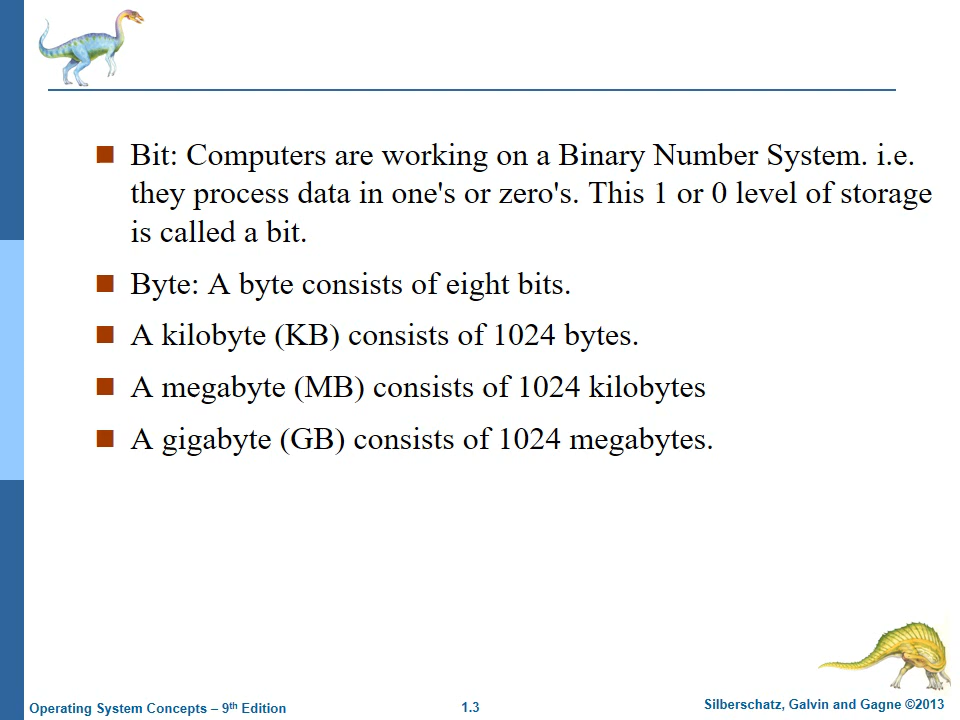 Bit: Computers are working on a Binary Number System. i.e.
they process data in one's or zero's. This 1 or 0 level of storage
is called a bit.
Byte: A byte consists of eight bits.
A kilobyte (KB) consists of 1024 bytes.
A megabyte (MB) consists of 1024 kilobytes
A gigabyte (GB) consists of 1024 megabytes.
Operating System Concepts – 9th Edition
1.3
Silberschatz, Galvin and Gagne ©2013